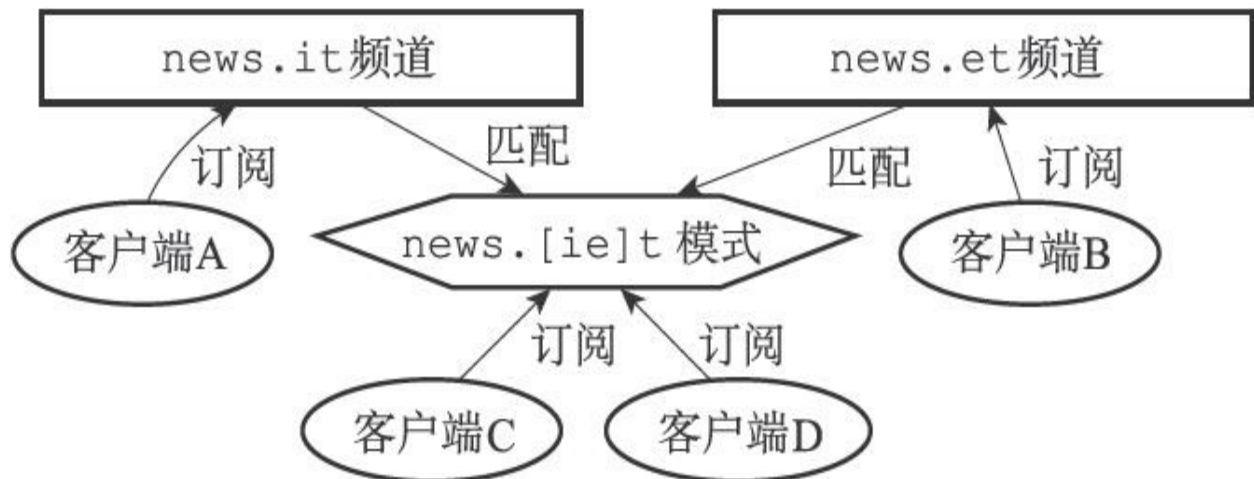 news.it频道
news.et频道
订阅
匹配
匹配
订阅
客户端A
news.[ie]t 模式
客户端B
订阅
订阅
客户端C
客户端D